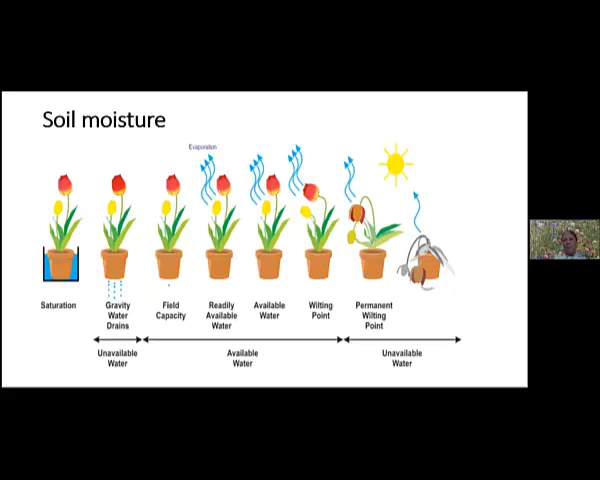 Soil moisture
Evaporation
Saturation
Gravity
Water
Drains
Field
Capacity
Readily
Available
Water
Available
Water
Wilting
Point
Permanent
Wilting
Point
Unavailable
Water
Available
Water
Unavailable
Water